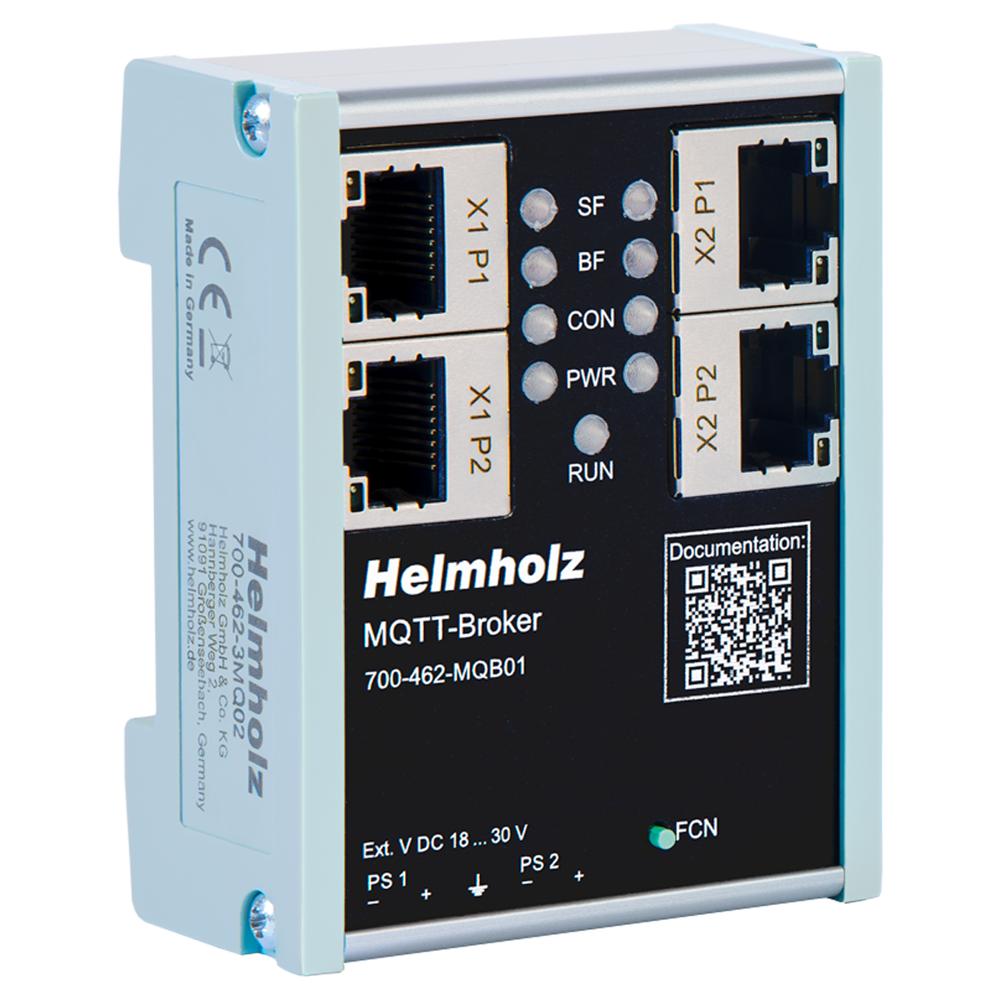 X1 P1
X1 P2
SF
BF
CON
PWR
RUN
X2 P1
X2 P2
Helmholz
MQTT-Broker
700-462-MQB01
Documentation:
Ext. V DC 18 ... 30 V
PS 1
PS 2
− + − +
FCN
CE
Made in Germany
Helmholz
700-462-3MQ02
Helmholz GmbH & Co. KG
Hannberger Weg 2,
91091 Großenseebach, Germany
www.helmholz.de